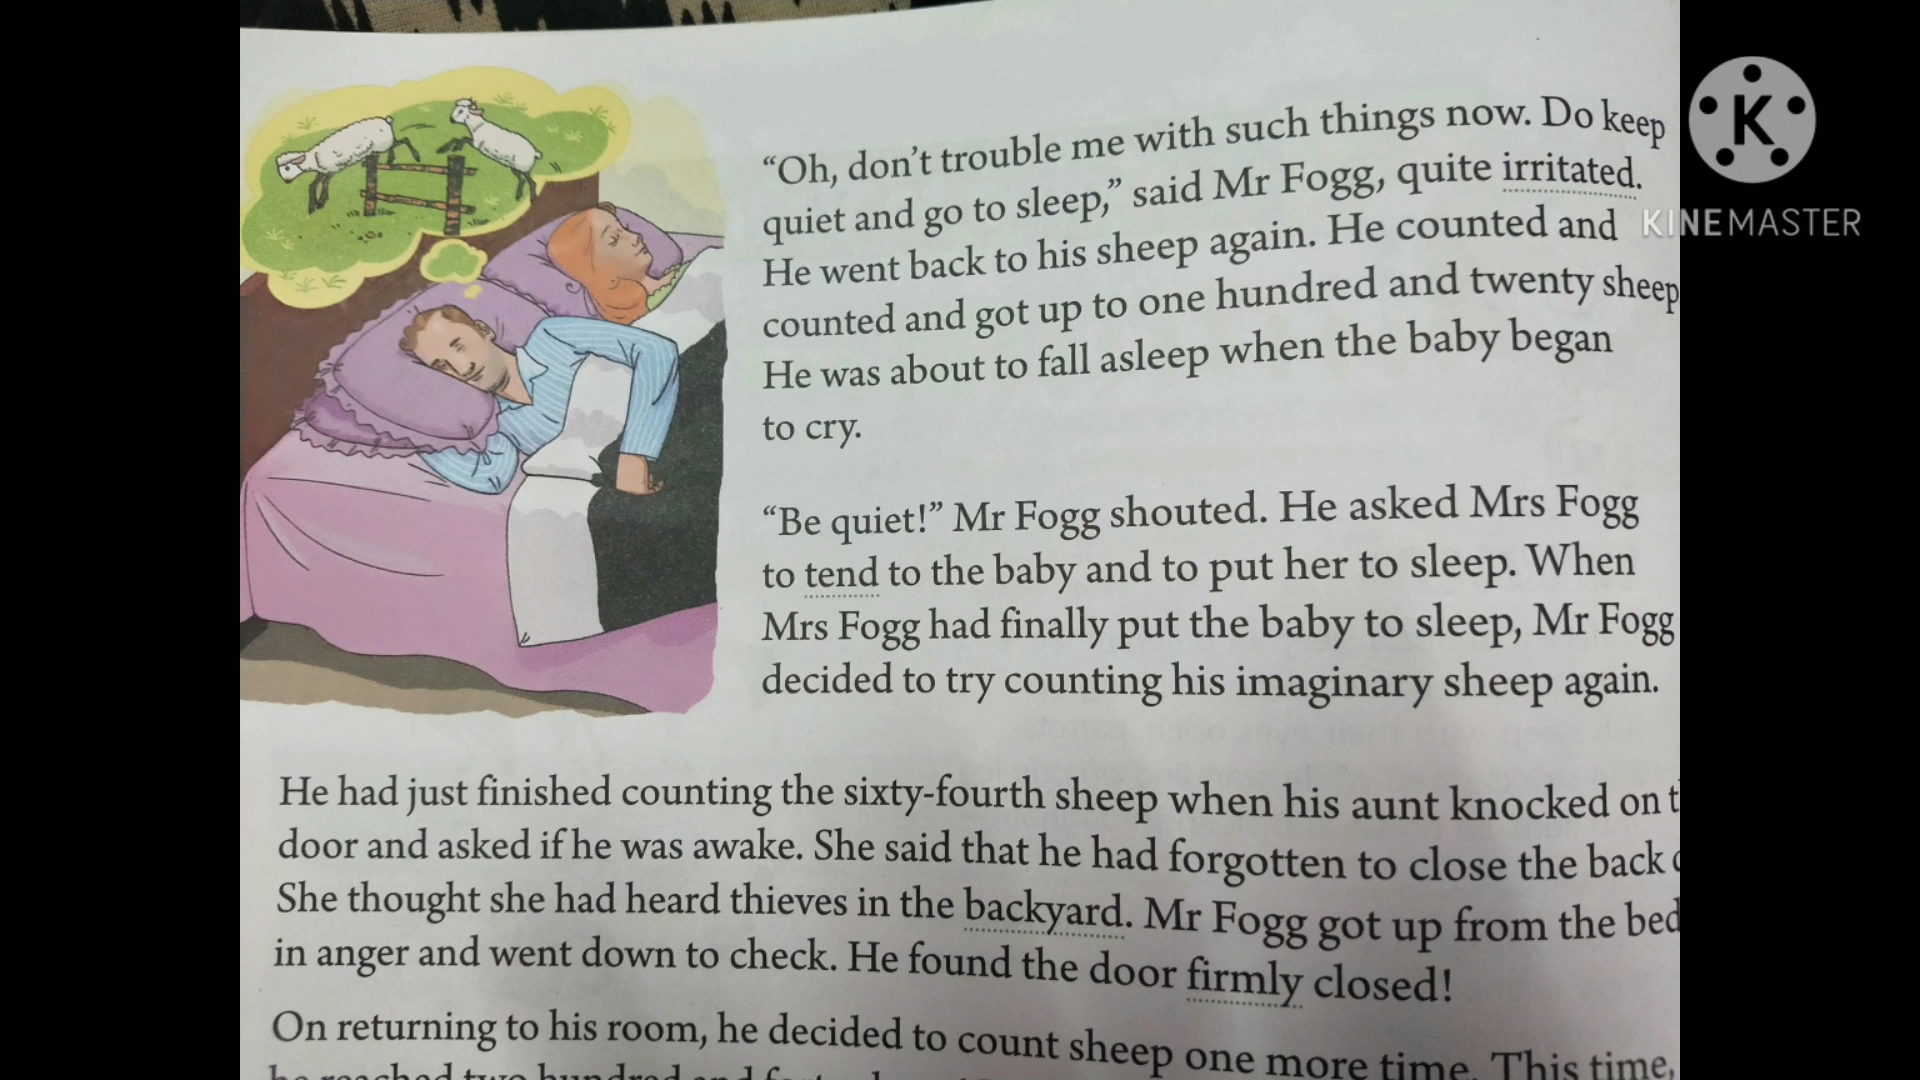 "Oh, don't trouble me with such things now. Do keep
quiet and go to sleep," said Mr Fogg, quite irritated.
He went back to his sheep again. He counted and
counted and got up to one hundred and twenty sheep
He was about to fall asleep when the baby began
to cry.
"Be quiet!" Mr Fogg shouted. He asked Mrs Fogg
to tend to the baby and to put her to sleep. When
Mrs Fogg had finally put the baby to sleep, Mr Fogg
decided to try counting his imaginary sheep again.
He had just finished counting the sixty-fourth sheep when his aunt knocked on
door and asked if he was awake. She said that he had forgotten to close the back
She thought she had heard thieves in the backyard. Mr Fogg got up from the bed
in anger and went down to check. He found the door firmly closed!
On returning to his room, he decided to count sheep one more time. This time,
he reached two hundred and
K
KINEMASTER